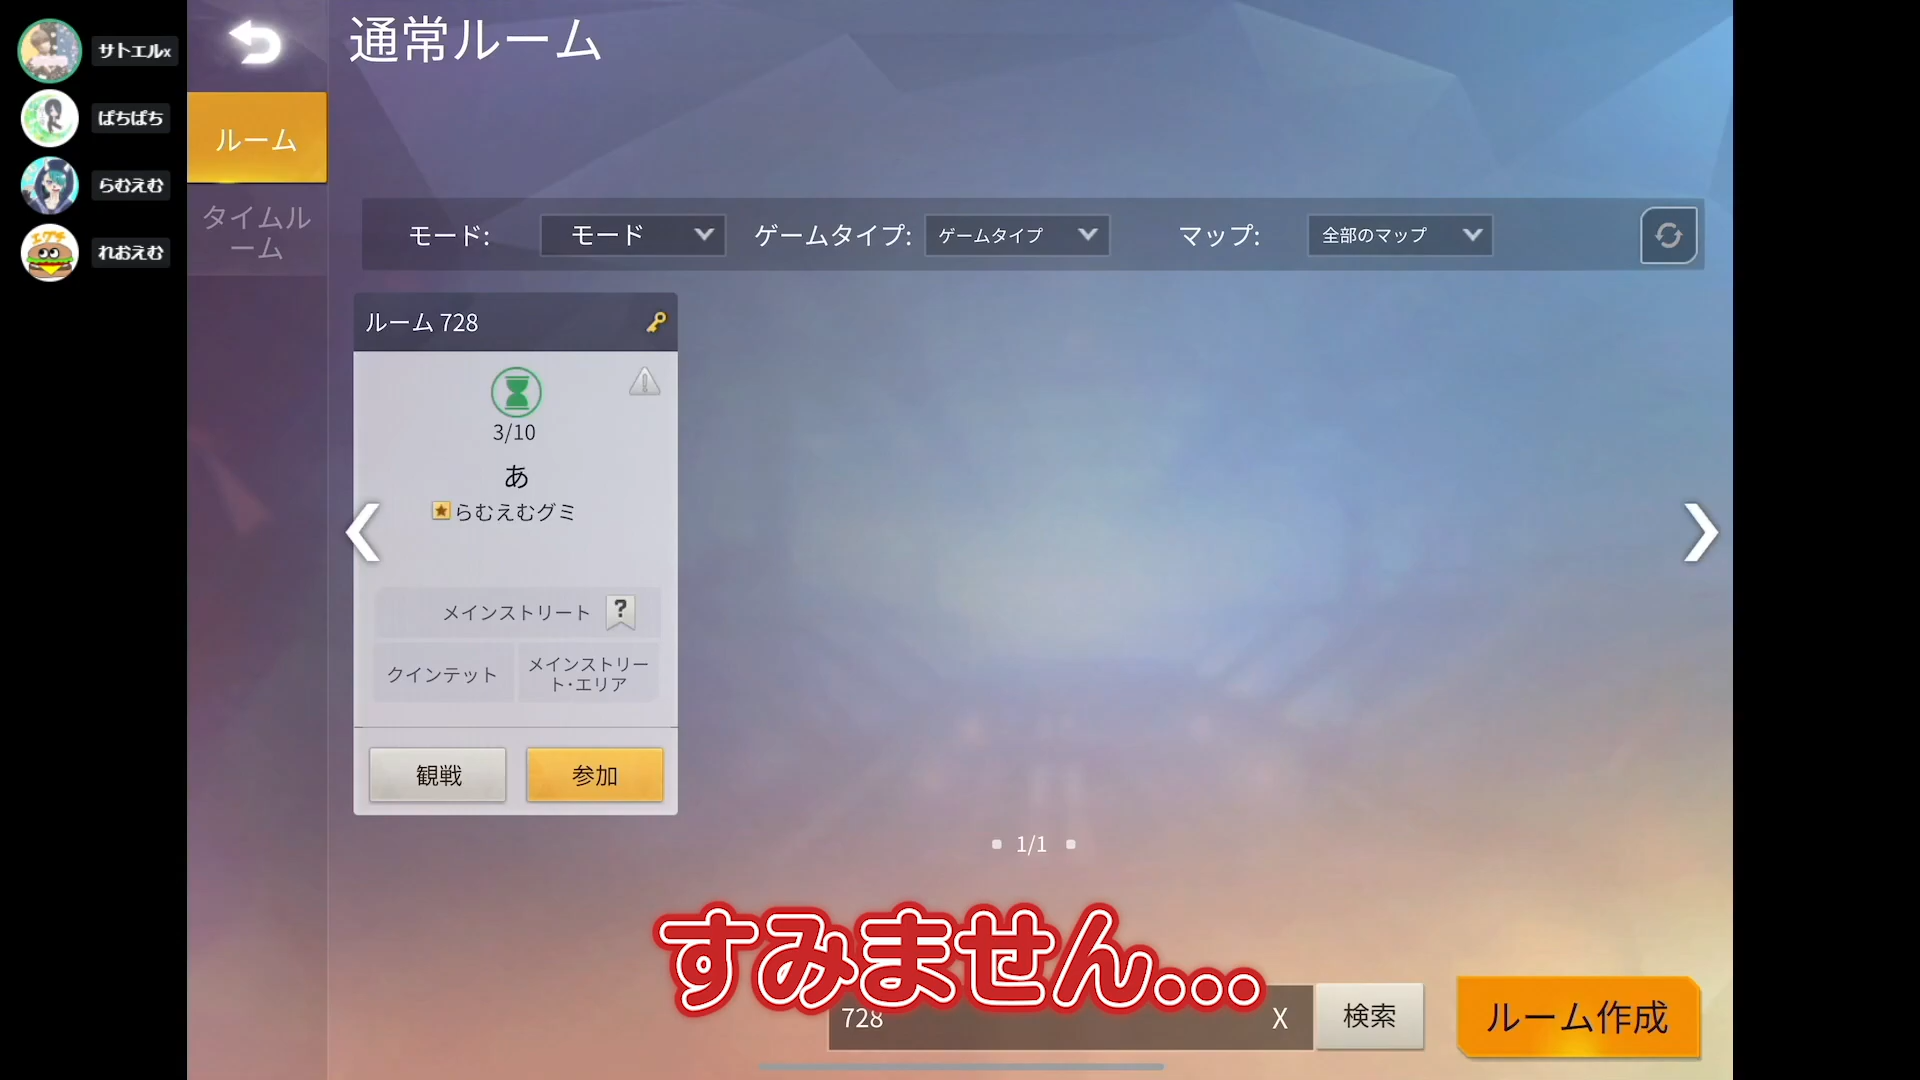 サトエルx
ぱちぱち
らむえむ
エグチ
れおえむ
通常ルーム
ルーム
タイムル
ーム
モード: モード ゲームタイプ: ゲームタイプ マップ: 全部のマップ
ルーム 728
3/10
あ
らむえむグミ
メインストリート ?
クインテット
メインストリー
ト・エリア
観戦 参加
1/1
すみません...
728 X 検索 ルーム作成